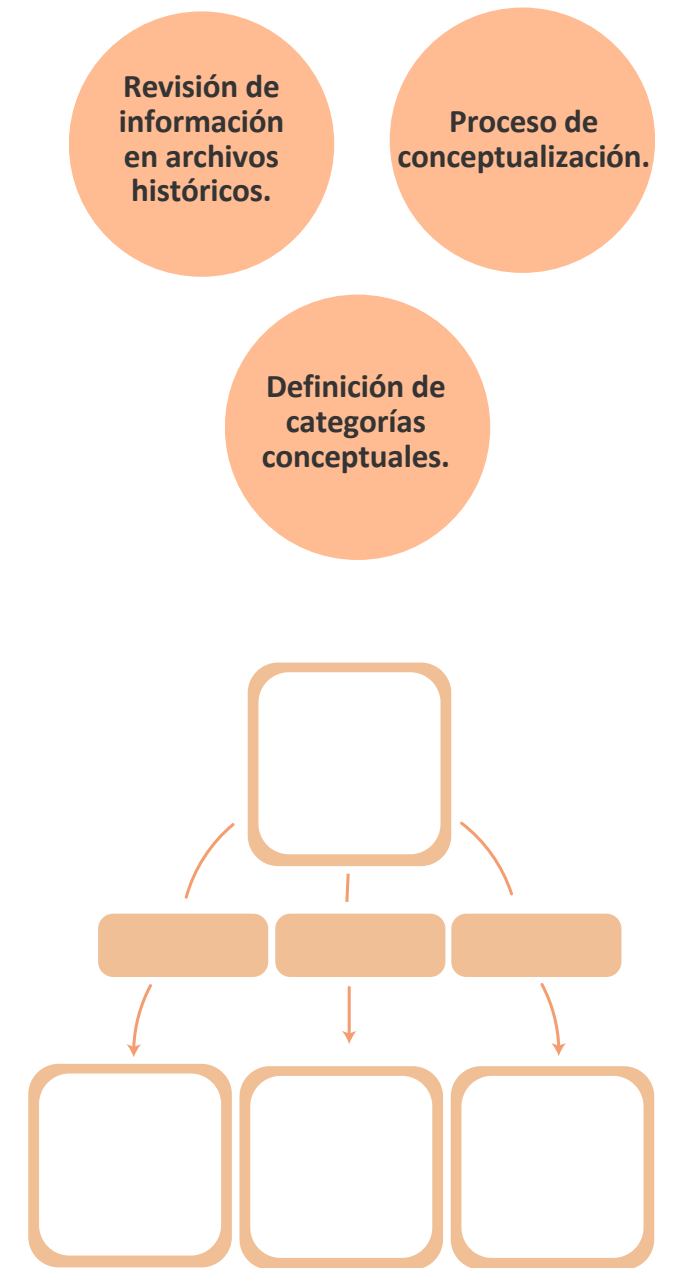 Revisión de
información
en archivos
históricos.
Proceso de
conceptualización.
Definición de
categorías
conceptuales.